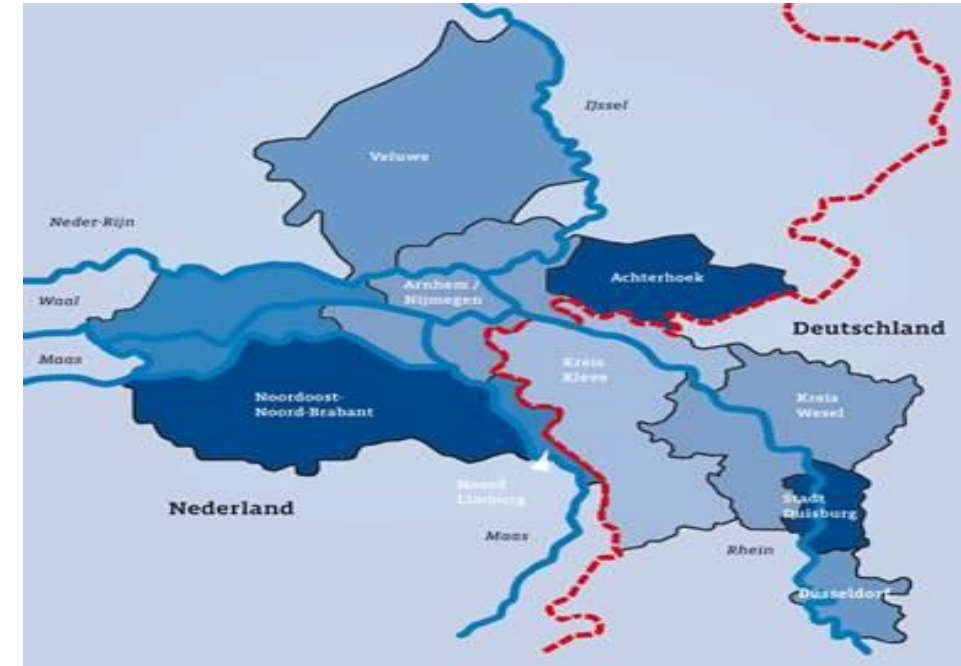 IJssel
Veluwe
Neder-Rijn
Achterhoek
Arnhem /
Nijmegen
Waal
Deutschland
Maas
Kreis
Kleve
Noordoost-
Noord-Brabant
Kreis
Wesel
Noord
Limburg
Stadt
Duisburg
Nederland
Maas
Rhein
Düsseldorf